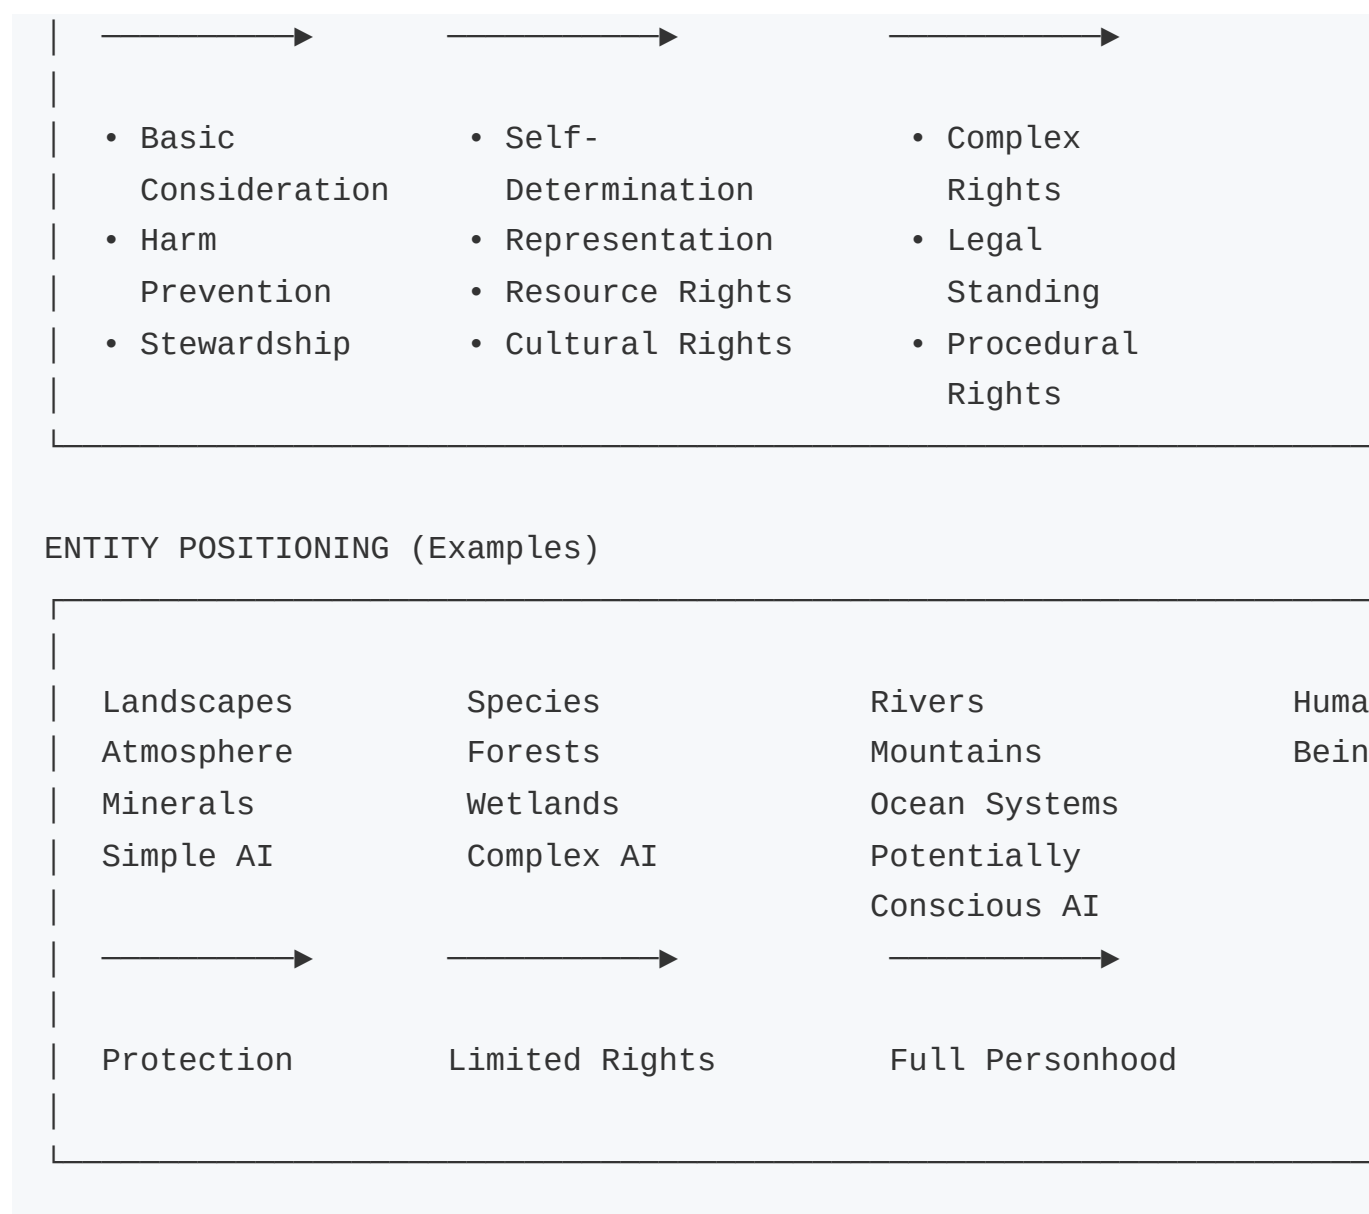 • Basic • Self- • Complex
Consideration Determination Rights
• Harm • Representation • Legal
Prevention • Resource Rights Standing
• Stewardship • Cultural Rights • Procedural
Rights
ENTITY POSITIONING (Examples)
Landscapes Species Rivers Huma
Atmosphere Forests Mountains Bein
Minerals Wetlands Ocean Systems
Simple AI Complex AI Potentially
Conscious AI
Protection Limited Rights Full Personhood